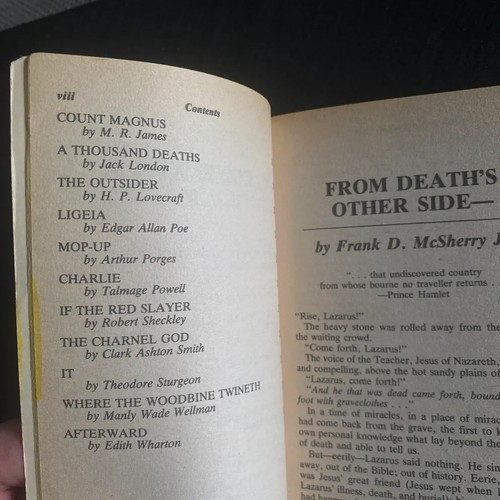 viii
Contents
COUNT MAGNUS
by M. R. James
A THOUSAND DEATHS
by Jack London
THE OUTSIDER
by H. P. Lovecraft
LIGEIA
by Edgar Allan Poe
MOP-UP
by Arthur Porges
CHARLIE
by Talmage Powell
IF THE RED SLAYER
by Robert Sheckley
THE CHARNEL GOD
by Clark Ashton Smith
IT
by Theodore Sturgeon
WHERE THE WOODBINE TWINETH
by Manly Wade Wellman
AFTERWARD
by Edith Wharton
FROM DEATH'S
OTHER SIDE—
by Frank D. McSherry J
". . . that undiscovered country
from whose bourne no traveller returns . .
—Prince Hamlet
"Rise, Lazarus!"
The heavy stone was rolled away from the
the waiting crowd.
"Come forth, Lazarus!"
The voice of the Teacher, Jesus of Nazareth,
and compelling, above the hot sandy plains of
"Lazarus, come forth!"
"And he that was dead came forth, bound
foot with graveclothes . . ."
In a time of miracles, in a place of mirac
had come back from the grave, the first to k
own personal knowledge what lay beyond the
of death and able to tell us.
But—eerily—Lazarus said nothing. He sim
away, out of the Bible; out of history. Eerie
was Jesus' great friend (Jesus wept when
Lazarus' illness, death, and burial);